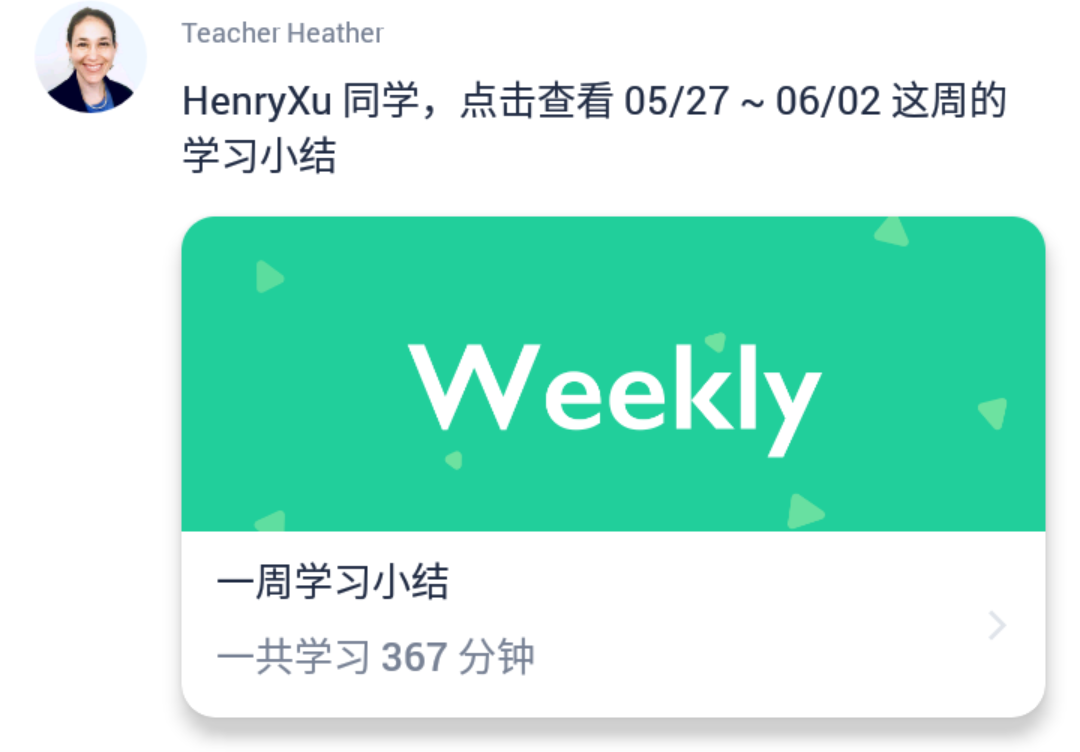 Teacher Heather
HenryXu 同学，点击查看 05/27 ~ 06/02 这周的
学习小结
Weekly
一周学习小结
一共学习 367 分钟